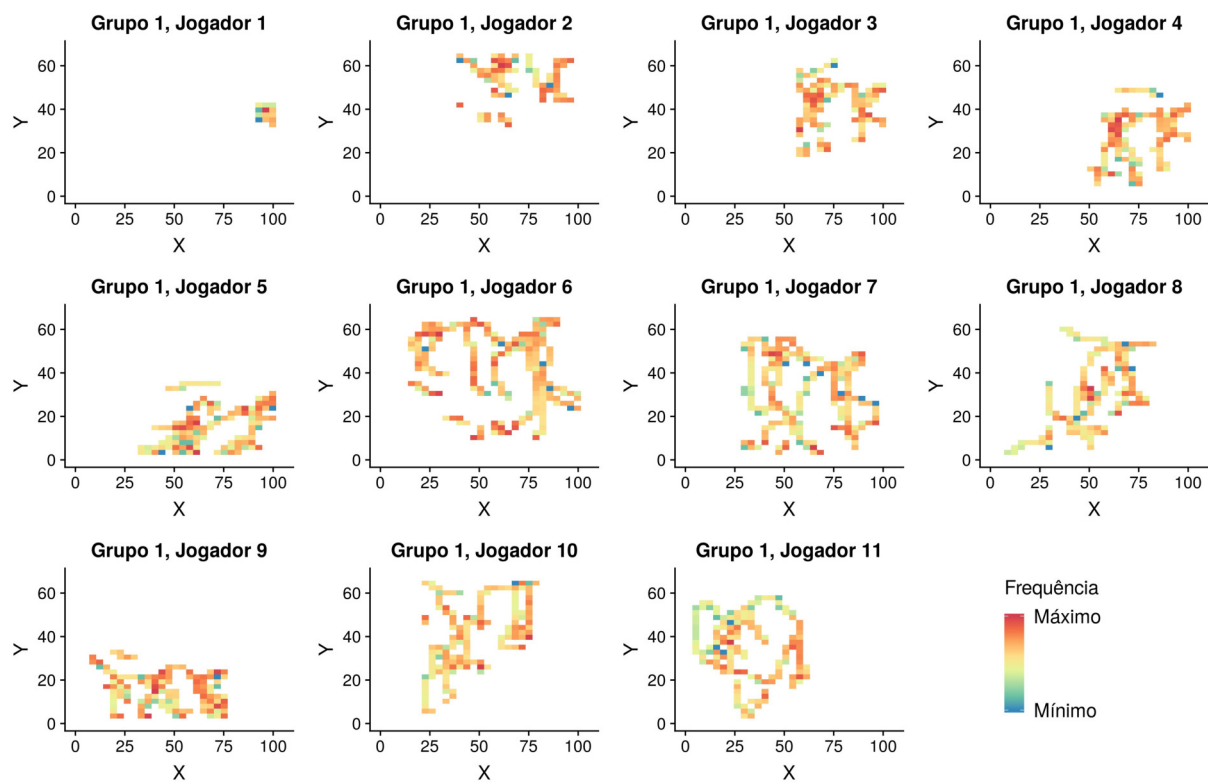 Grupo 1, Jogador 1
Grupo 1, Jogador 2
Grupo 1, Jogador 3
Grupo 1, Jogador 4
60
40
20
0
Y
0 25 50 75 100
X
60
40
20
0
Y
0 25 50 75 100
X
60
40
20
0
Y
0 25 50 75 100
X
60
40
20
0
Y
0 25 50 75 100
X
Grupo 1, Jogador 5
Grupo 1, Jogador 6
Grupo 1, Jogador 7
Grupo 1, Jogador 8
60
40
20
0
Y
0 25 50 75 100
X
60
40
20
0
Y
0 25 50 75 100
X
60
40
20
0
Y
0 25 50 75 100
X
60
40
20
0
Y
0 25 50 75 100
X
Grupo 1, Jogador 9
Grupo 1, Jogador 10
Grupo 1, Jogador 11
60
40
20
0
Y
0 25 50 75 100
X
60
40
20
0
Y
0 25 50 75 100
X
60
40
20
0
Y
0 25 50 75 100
X
Frequência
Máximo
Mínimo